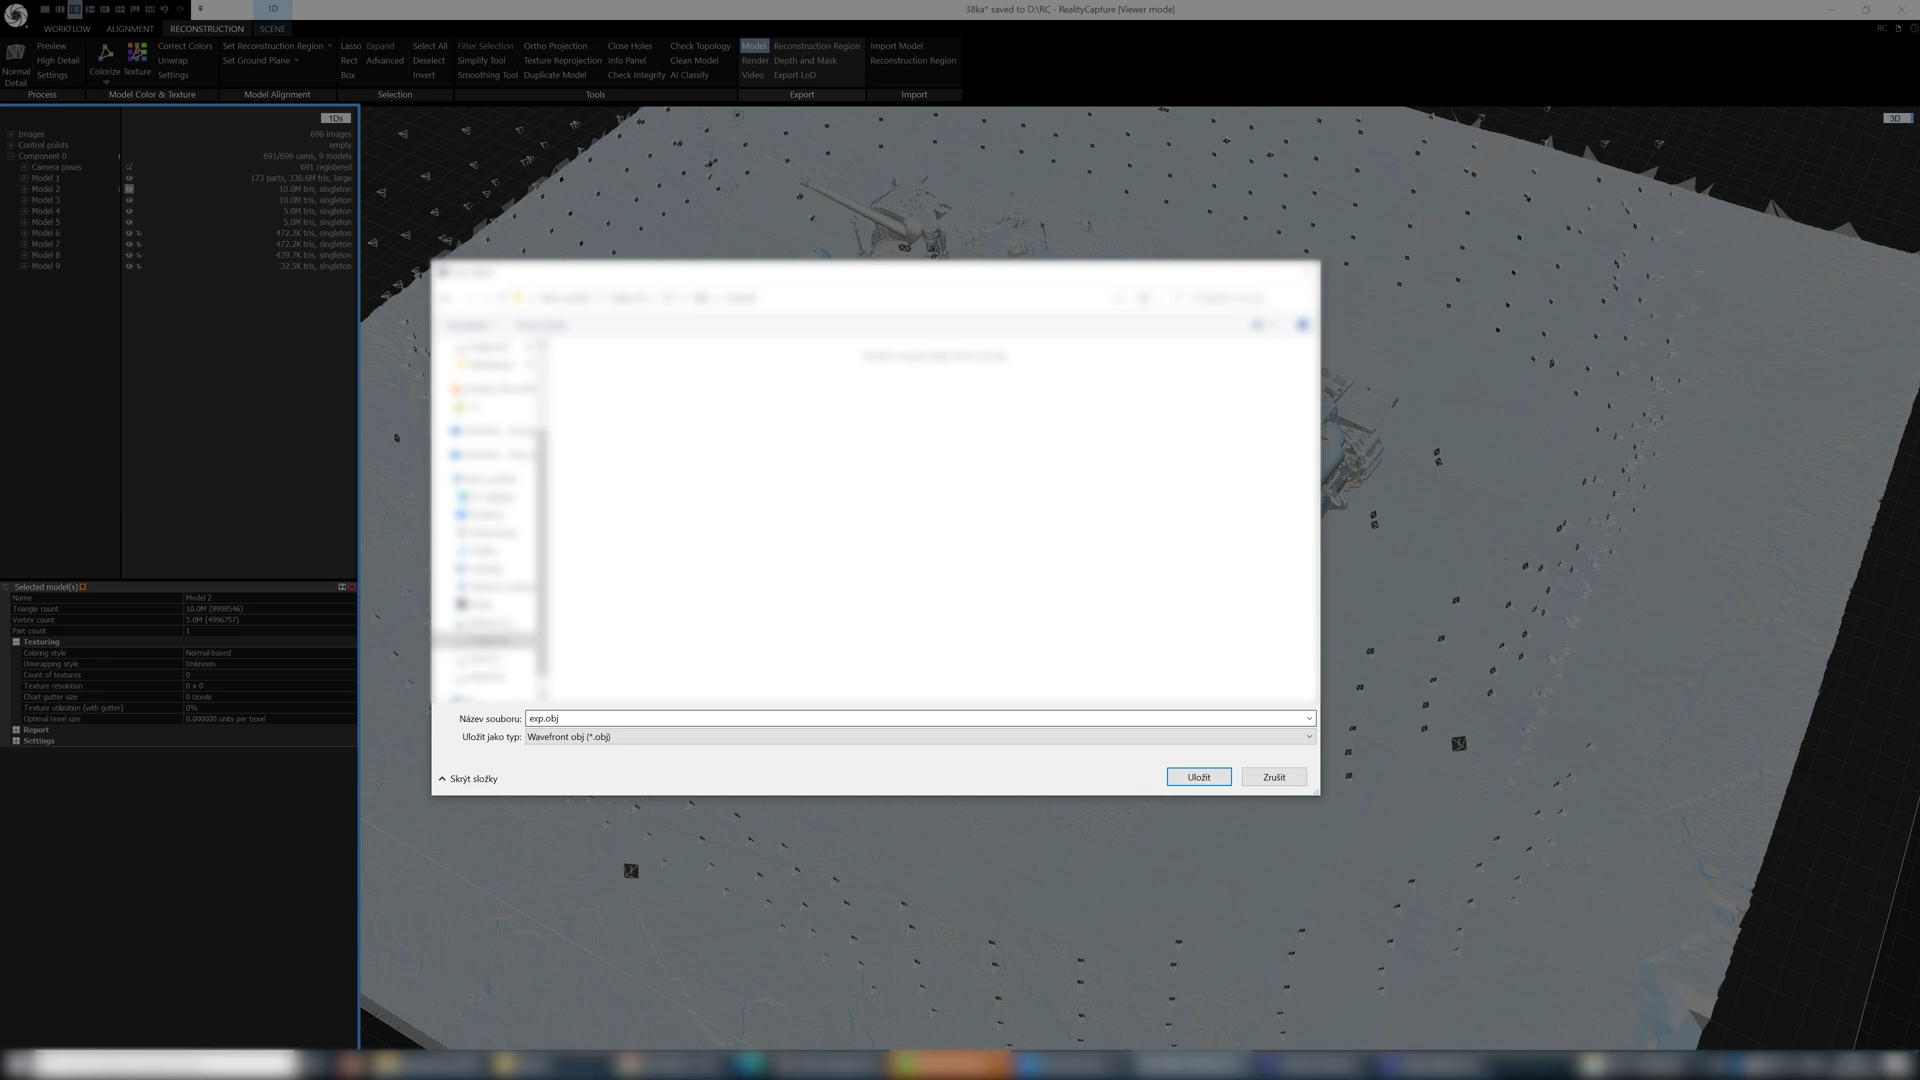 1D
38ka* saved to D:\RC - RealityCapture [Viewer mode]
WORKFLOW ALIGNMENT RECONSTRUCTION SCENE
RC
Preview Correct Colors Set Reconstruction Region Lasso Expand Select All Filter Selection Ortho Projection Close Holes Check Topology Model Reconstruction Region Import Model
High Detail Unwrap Set Ground Plane Rect Advanced Deselect Simplify Tool Texture Reprojection Info Panel Clean Model Render Depth and Mask Reconstruction Region
Normal Detail Settings Colorize Texture Settings Box Invert Smoothing Tool Duplicate Model Check Integrity AI Classify Video Export LoD
Process Model Color & Texture Model Alignment Selection Tools Export Import
1Ds
3D
Images 696 images
Control points empty
Component 0 691/696 cams, 9 models
Camera poses 691 registered
Model 1 173 parts, 336.6M tris, large
Model 2 10.0M tris, singleton
Model 3 10.0M tris, singleton
Model 4 5.0M tris, singleton
Model 5 5.0M tris, singleton
Model 6 472.2K tris, singleton
Model 7 472.2K tris, singleton
Model 8 439.7K tris, singleton
Model 9 32.5K tris, singleton
Selected model(s)
Name Model 2
Triangle count 10.0M (9998546)
Vertex count 5.0M (4996757)
Part count 1
Texturing
Coloring style Normal-based
Unwrapping style Unknown
Count of textures 0
Texture resolution 0 x 0
Chart gutter size 0 texels
Texture utilization (with gutter) 0%
Optimal texel size 0.000000 units per texel
Report
Settings
Název souboru: exp.obj
Uložit jako typ: Wavefront obj (*.obj)
Skrýt složky Uložit Zrušit